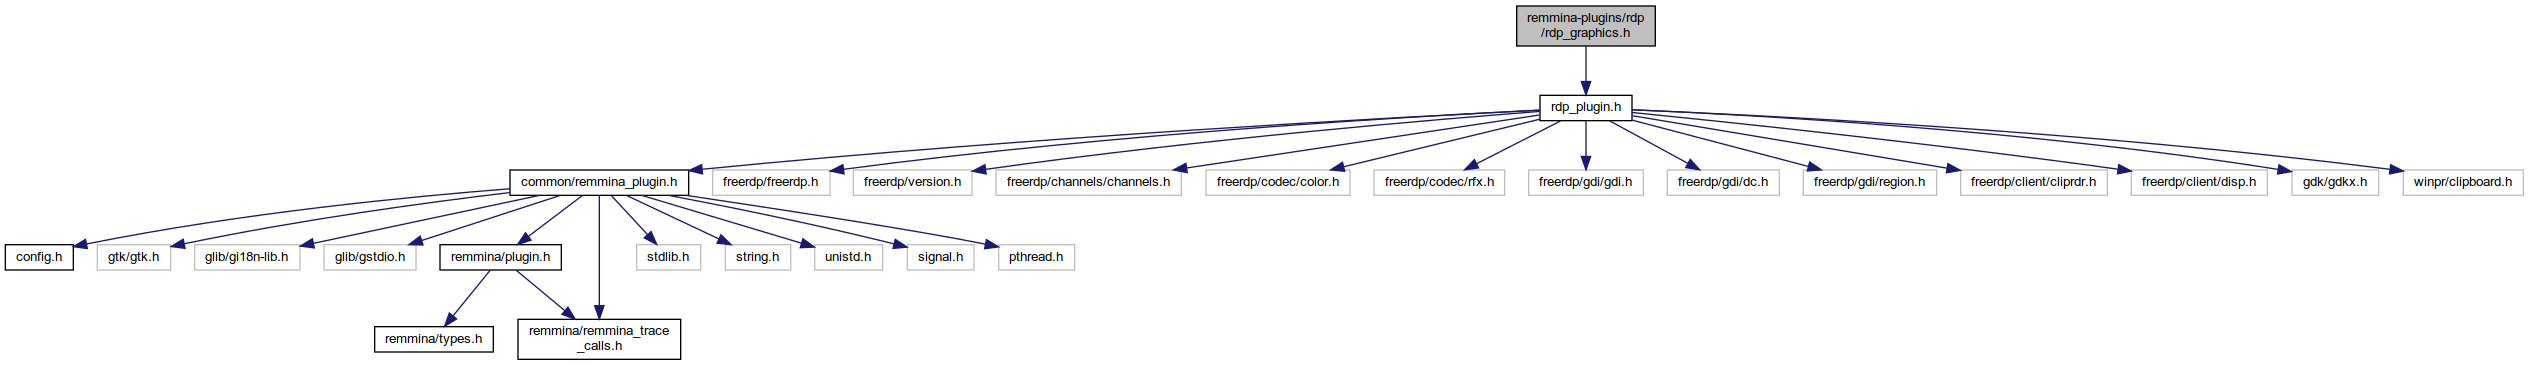 remmina-plugins/rdp
/rdp_graphics.h
rdp_plugin.h
common/remmina_plugin.h
freerdp/freerdp.h
freerdp/version.h
freerdp/channels/channels.h
freerdp/codec/color.h
freerdp/codec/rfx.h
freerdp/gdi/gdi.h
freerdp/gdi/dc.h
freerdp/gdi/region.h
freerdp/client/cliprdr.h
freerdp/client/disp.h
gdk/gdkx.h
winpr/clipboard.h
config.h
gtk/gtk.h
glib/gi18n-lib.h
glib/gstdio.h
remmina/plugin.h
stdlib.h
string.h
unistd.h
signal.h
pthread.h
remmina/types.h
remmina/remmina_trace
_calls.h